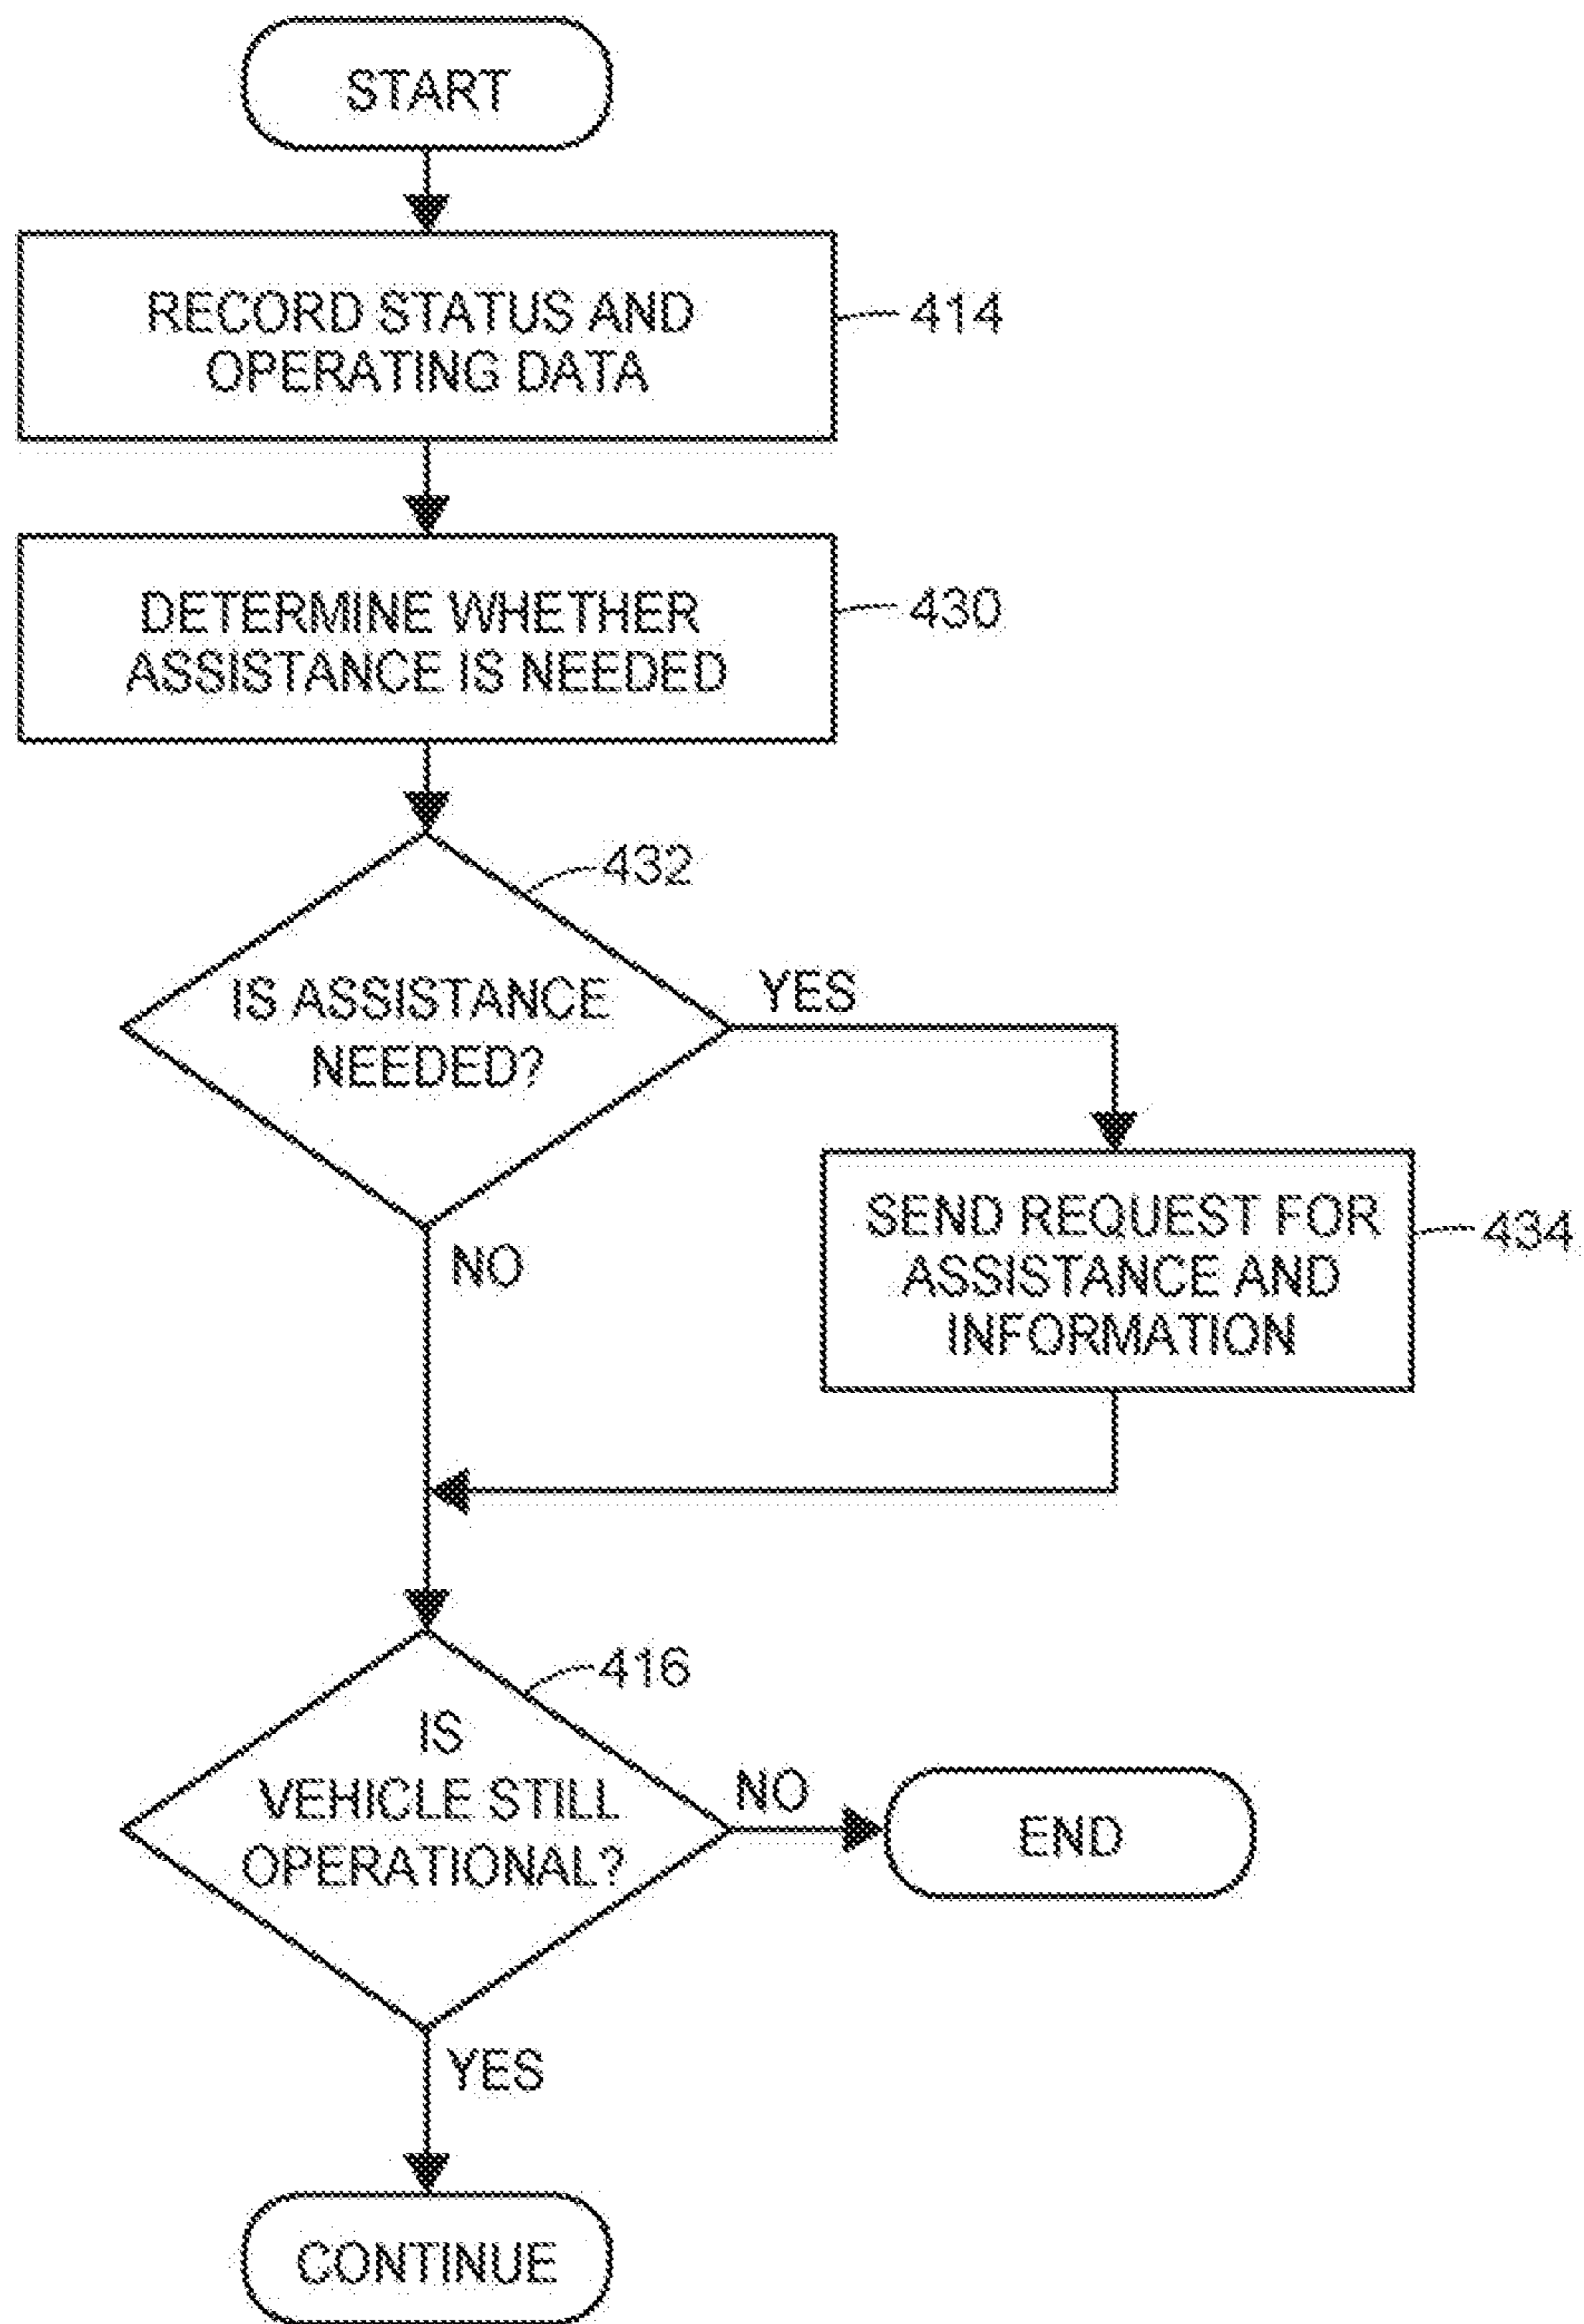 START
RECORD STATUS AND
OPERATING DATA
414
DETERMINE WHETHER
ASSISTANCE IS NEEDED
430
432
IS ASSISTANCE
NEEDED?
YES
NO
SEND REQUEST FOR
ASSISTANCE AND
INFORMATION
434
416
IS
VEHICLE STILL
OPERATIONAL?
NO
END
YES
CONTINUE